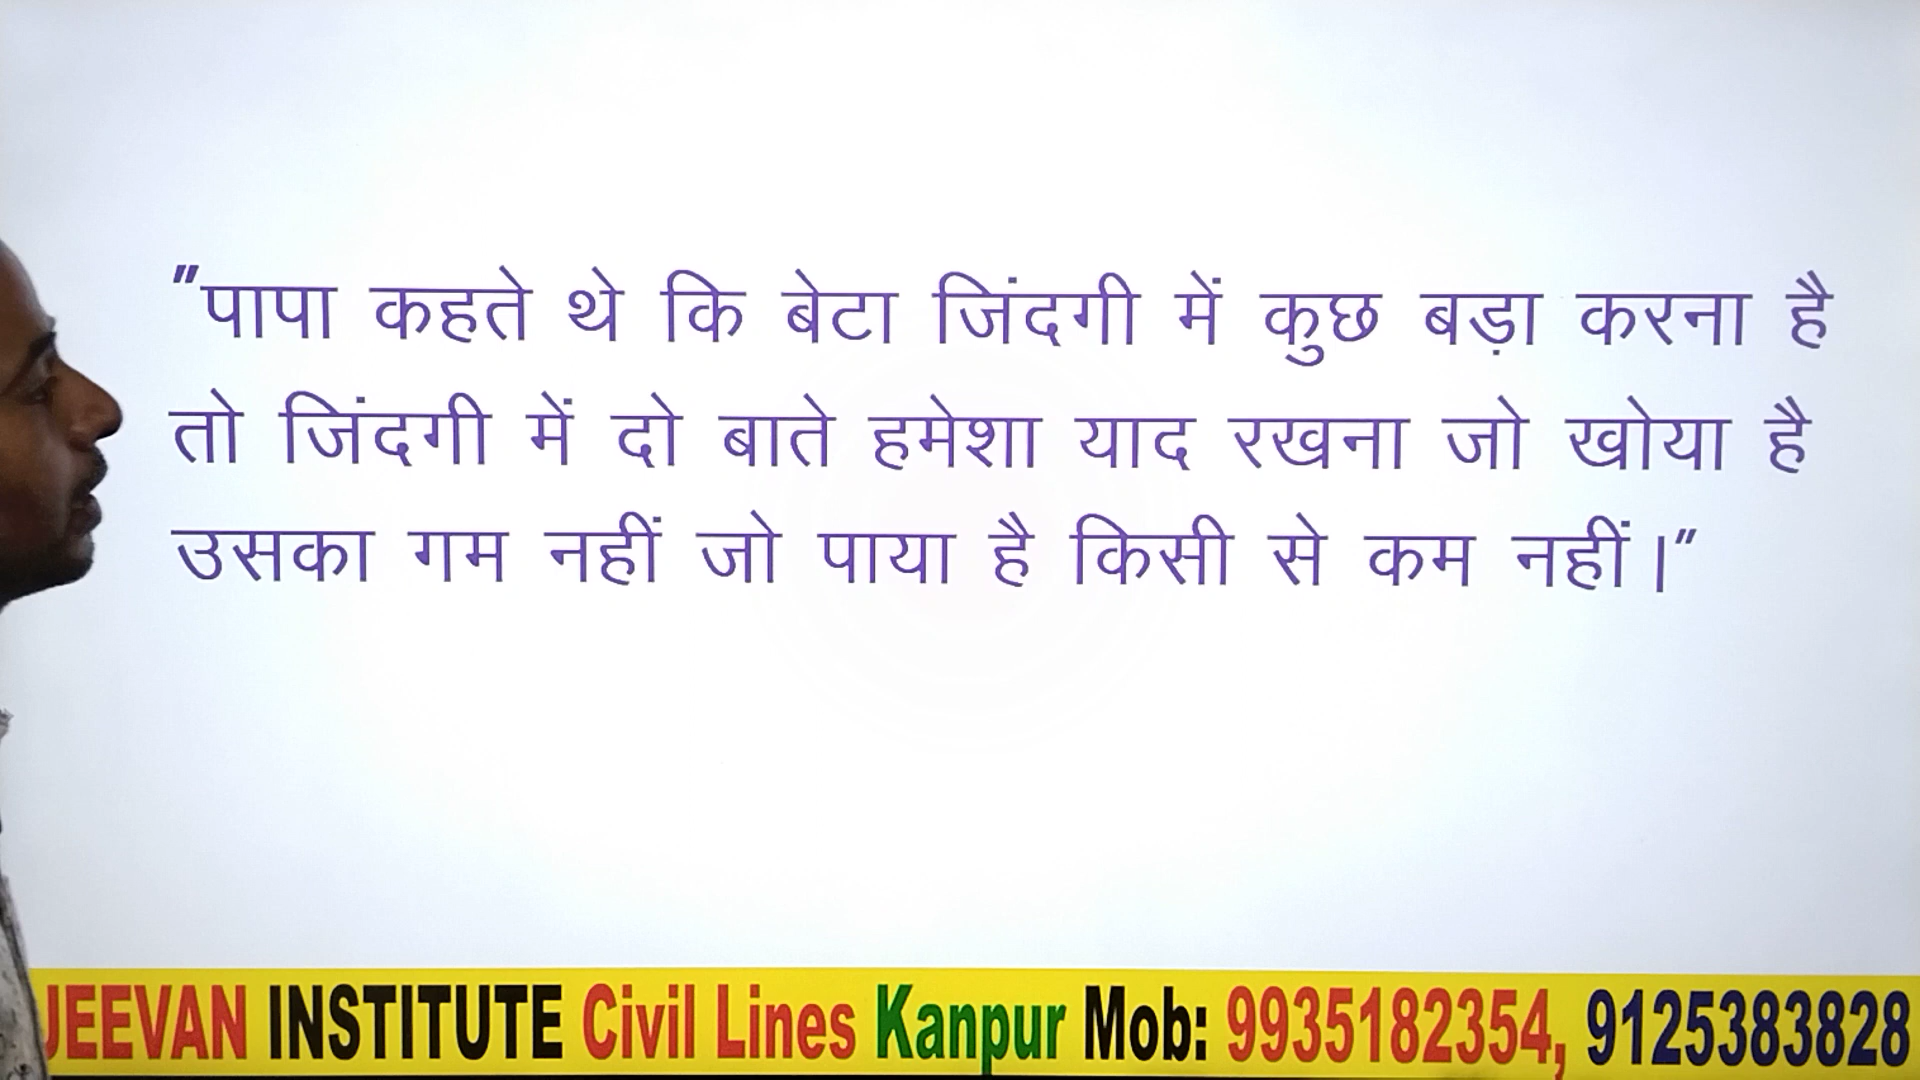 "पापा कहते थे कि बेटा जिंदगी में कुछ बड़ा करना है
तो जिंदगी में दो बाते हमेशा याद रखना जो खोया है
उसका गम नहीं जो पाया है किसी से कम नहीं।"
JEEVAN INSTITUTE Civil Lines Kanpur Mob: 9935182354, 9125383828